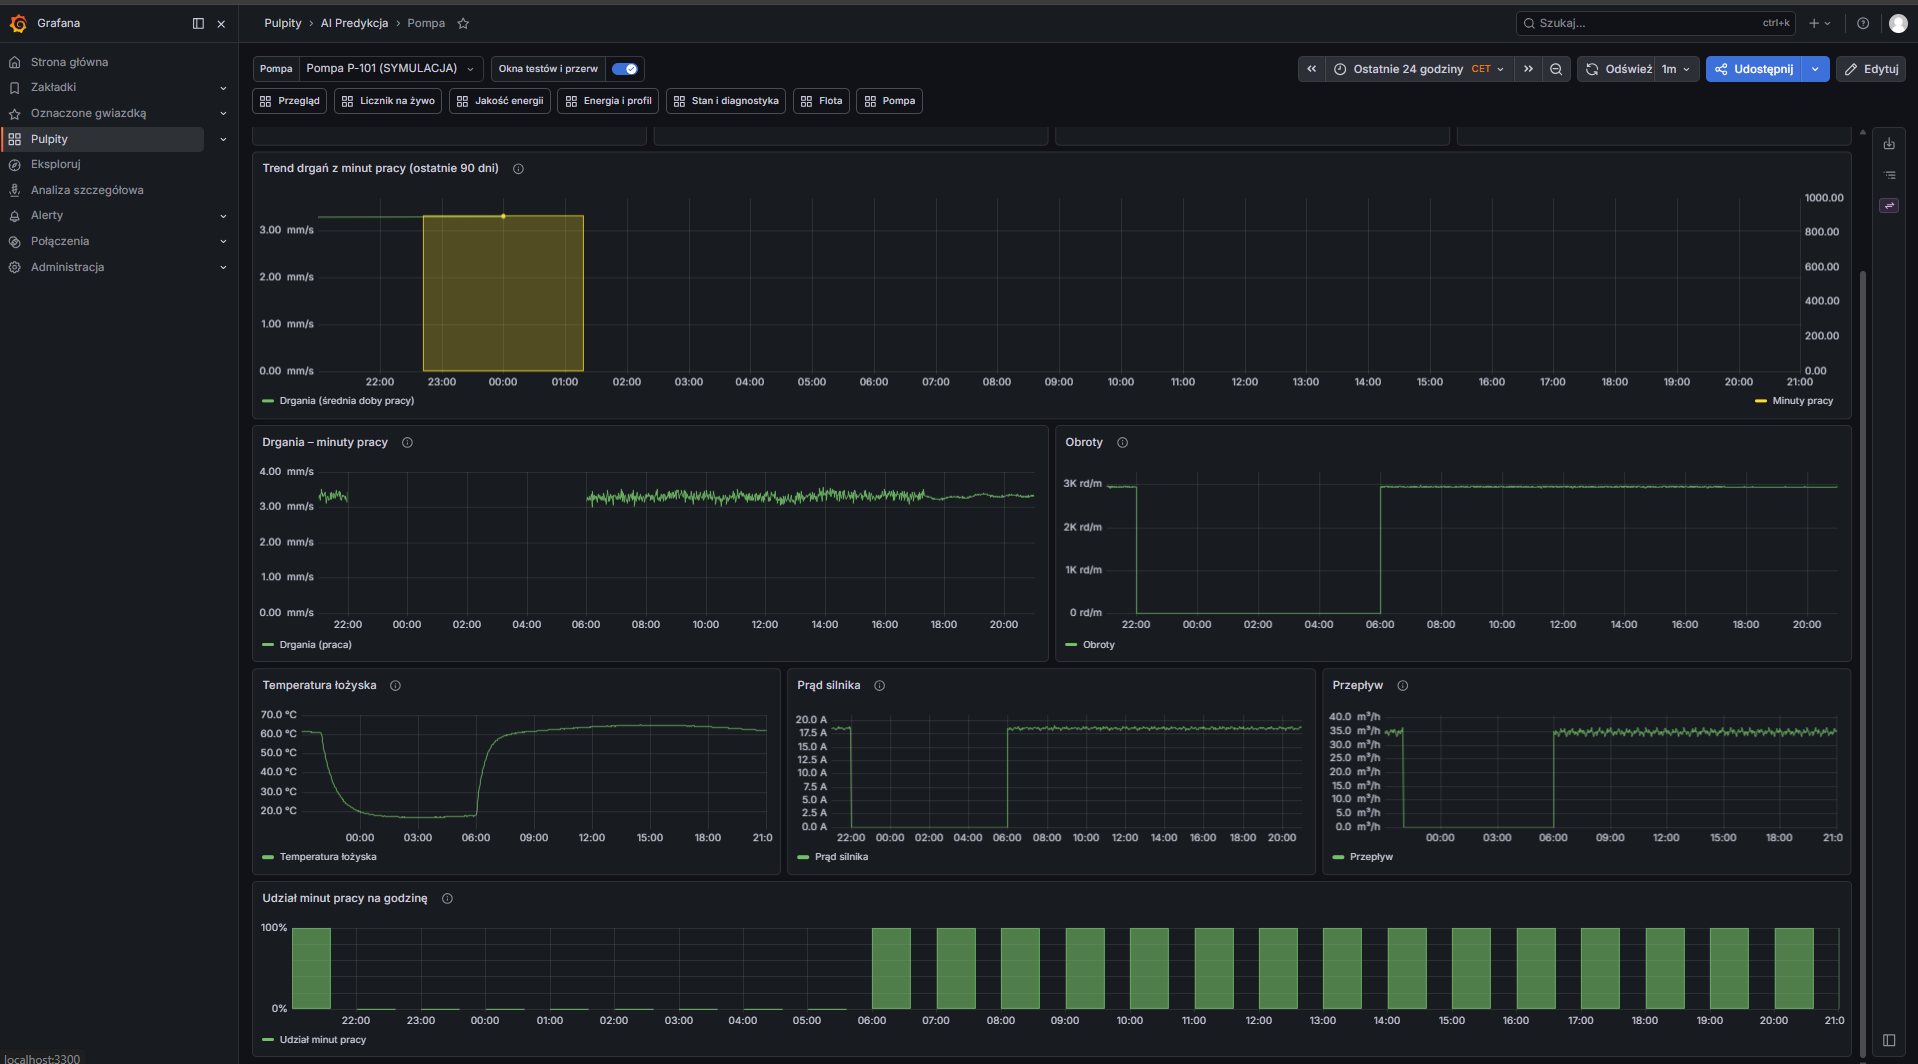 Grafana
Pulpity › AI Predykcja › Pompa
Szukaj... ctrl+k
Strona główna
Zakładki
Oznaczone gwiazdką
Pulpity
Eksploruj
Analiza szczegółowa
Alerty
Połączenia
Administracja
Pompa Pompa P-101 (SYMULACJA) Okna testów i przerw
Ostatnie 24 godziny CET Odśwież 1m Udostępnij Edytuj
Przegląd Licznik na żywo Jakość energii Energia i profil Stan i diagnostyka Flota Pompa
Trend drgań z minut pracy (ostatnie 90 dni)
3.00 mm/s
2.00 mm/s
1.00 mm/s
0.00 mm/s
1000.00
800.00
600.00
400.00
200.00
0.00
22:00 23:00 00:00 01:00 02:00 03:00 04:00 05:00 06:00 07:00 08:00 09:00 10:00 11:00 12:00 13:00 14:00 15:00 16:00 17:00 18:00 19:00 20:00 21:00
Drgania (średnia doby pracy) Minuty pracy
Drgania – minuty pracy
4.00 mm/s
3.00 mm/s
2.00 mm/s
1.00 mm/s
0.00 mm/s
22:00 00:00 02:00 04:00 06:00 08:00 10:00 12:00 14:00 16:00 18:00 20:00
Drgania (praca)
Obroty
3K rd/m
2K rd/m
1K rd/m
0 rd/m
22:00 00:00 02:00 04:00 06:00 08:00 10:00 12:00 14:00 16:00 18:00 20:00
Obroty
Temperatura łożyska
70.0 °C
60.0 °C
50.0 °C
40.0 °C
30.0 °C
20.0 °C
00:00 03:00 06:00 09:00 12:00 15:00 18:00 21:0
Temperatura łożyska
Prąd silnika
20.0 A
17.5 A
15.0 A
12.5 A
10.0 A
7.5 A
5.0 A
2.5 A
0.0 A
22:00 00:00 02:00 04:00 06:00 08:00 10:00 12:00 14:00 16:00 18:00 20:00
Prąd silnika
Przepływ
40.0 m³/h
35.0 m³/h
30.0 m³/h
25.0 m³/h
20.0 m³/h
15.0 m³/h
10.0 m³/h
5.0 m³/h
0.0 m³/h
00:00 03:00 06:00 09:00 12:00 15:00 18:00 21:0
Przepływ
Udział minut pracy na godzinę
100%
0%
22:00 23:00 00:00 01:00 02:00 03:00 04:00 05:00 06:00 07:00 08:00 09:00 10:00 11:00 12:00 13:00 14:00 15:00 16:00 17:00 18:00 19:00 20:00 21:0
Udział minut pracy
localhost:3300